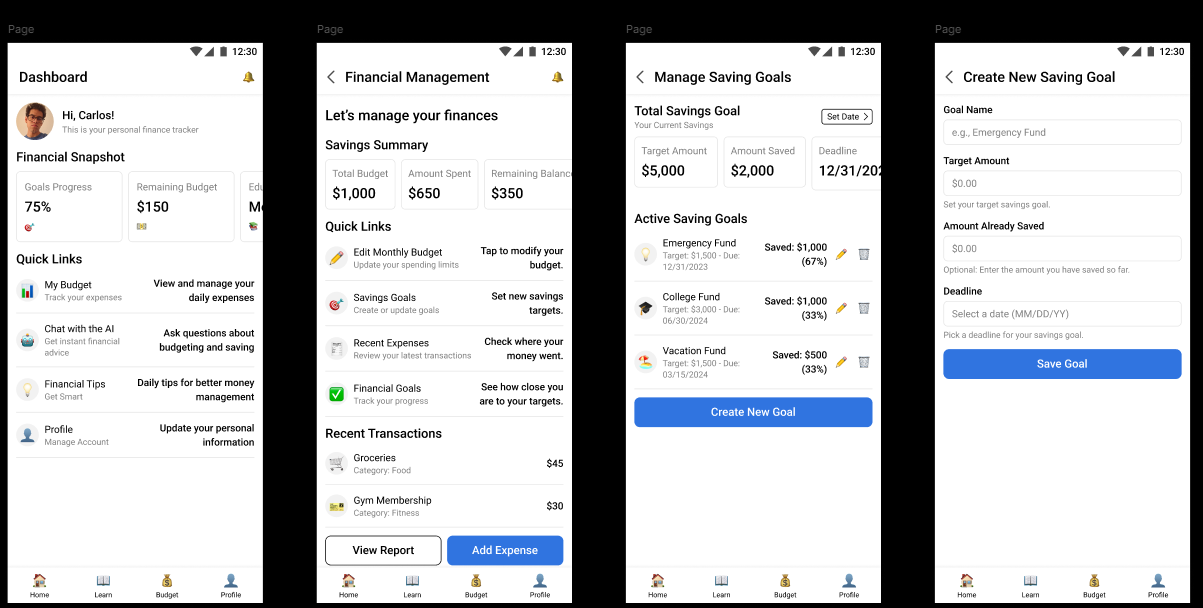 Page
12:30
Dashboard
Hi, Carlos!
This is your personal finance tracker
Financial Snapshot
Goals Progress
75%
Remaining Budget
$150
Edu
Mo
Quick Links
My Budget
Track your expenses
View and manage your
daily expenses
Chat with the AI
Get instant financial
advice
Ask questions about
budgeting and saving
Financial Tips
Get Smart
Daily tips for better money
management
Profile
Manage Account
Update your personal
information
Home
Learn
Budget
Profile
Page
12:30
Financial Management
Let's manage your finances
Savings Summary
Total Budget
$1,000
Amount Spent
$650
Remaining Balance
$350
Quick Links
Edit Monthly Budget
Update your spending limits
Tap to modify your
budget.
Savings Goals
Create or update goals
Set new savings
targets.
Recent Expenses
Review your latest transactions
Check where your
money went.
Financial Goals
Track your progress
See how close you
are to your targets.
Recent Transactions
Groceries
Category: Food
$45
Gym Membership
Category: Fitness
$30
View Report
Add Expense
Home
Learn
Budget
Profile
Page
12:30
Manage Saving Goals
Total Savings Goal
Your Current Savings
Set Date
Target Amount
$5,000
Amount Saved
$2,000
Deadline
12/31/202
Active Saving Goals
Emergency Fund
Target: $1,500 - Due:
12/31/2023
Saved: $1,000
(67%)
College Fund
Target: $3,000 - Due:
06/30/2024
Saved: $1,000
(33%)
Vacation Fund
Target: $1,500 - Due:
03/15/2024
Saved: $500
(33%)
Create New Goal
Home
Learn
Budget
Profile
Page
12:30
Create New Saving Goal
Goal Name
e.g., Emergency Fund
Target Amount
$0.00
Set your target savings goal.
Amount Already Saved
$0.00
Optional: Enter the amount you have saved so far.
Deadline
Select a date (MM/DD/YY)
Pick a deadline for your savings goal.
Save Goal
Home
Learn
Budget
Profile